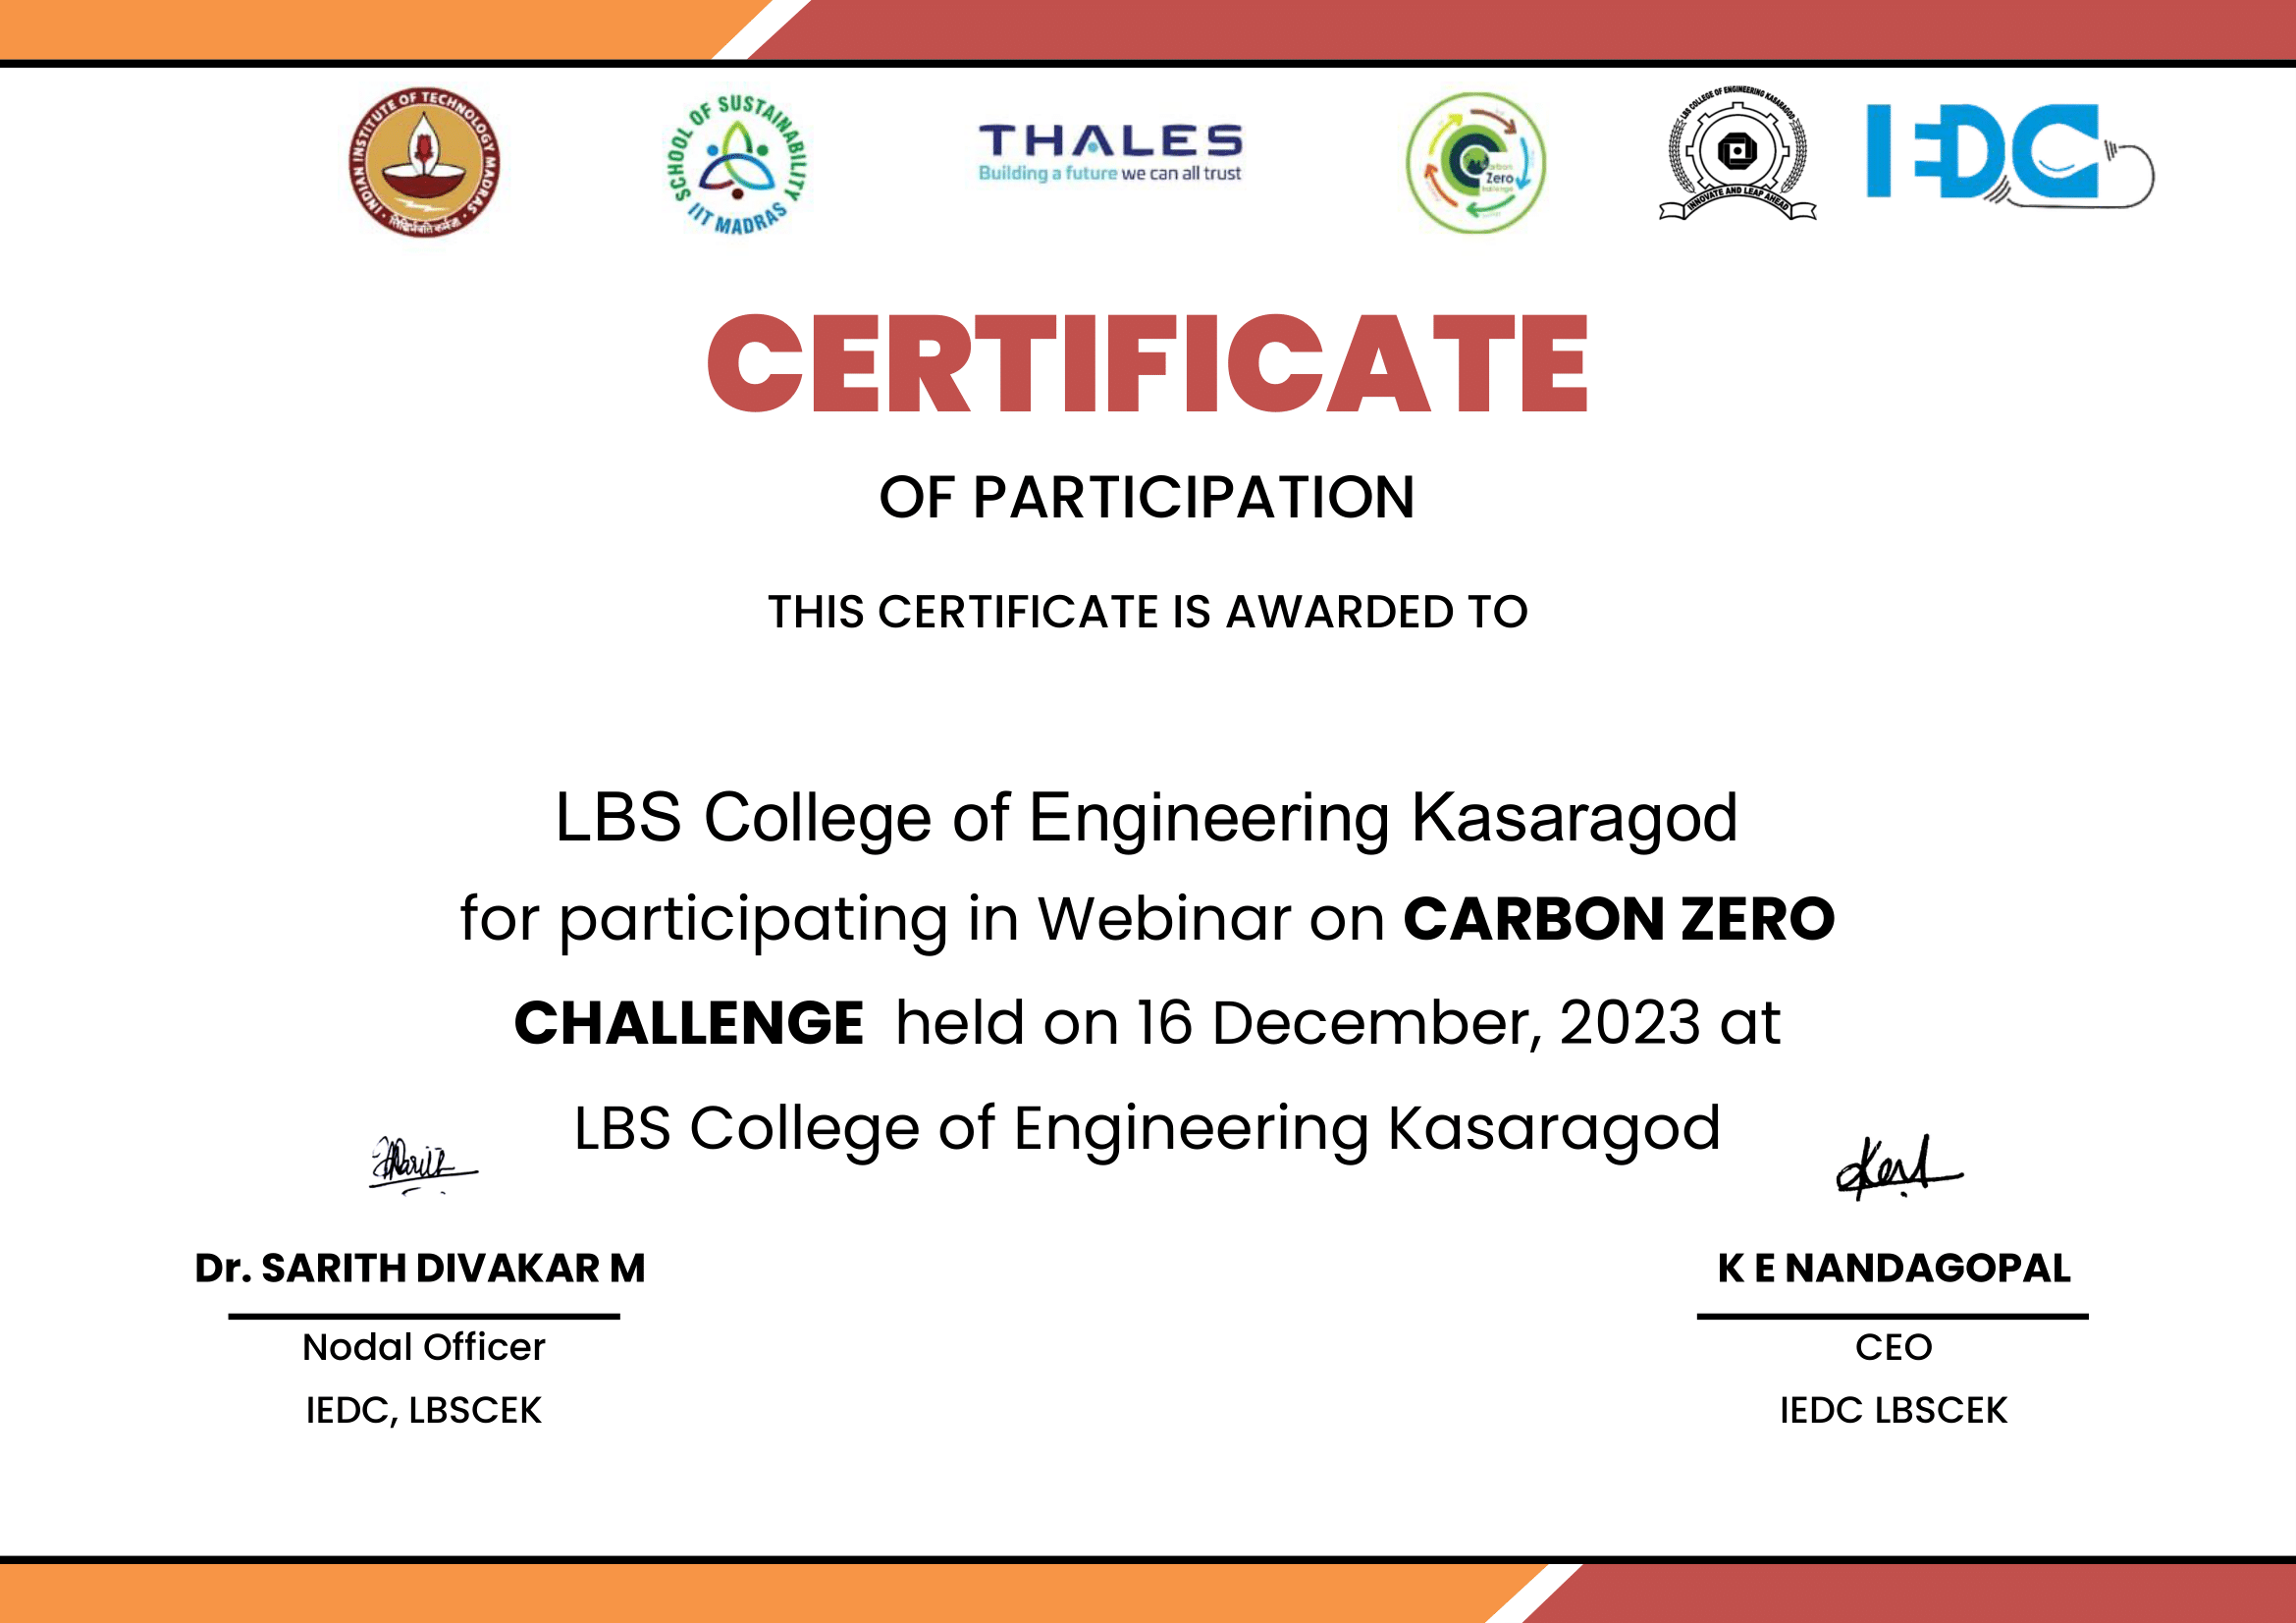 INDIAN INSTITUTE OF TECHNOLOGY MADRAS
सिद्धिर्भवति कर्मजा
SCHOOL OF SUSTAINABILITY
IIT MADRAS
THALES
Building a future we can all trust
Carbon
Zero
Challenge
LBS COLLEGE OF ENGINEERING KASARAGOD
INNOVATE AND LEAP AHEAD
IEDC
CERTIFICATE
OF PARTICIPATION
THIS CERTIFICATE IS AWARDED TO
LBS College of Engineering Kasaragod
for participating in Webinar on CARBON ZERO
CHALLENGE held on 16 December, 2023 at
LBS College of Engineering Kasaragod
Dr. SARITH DIVAKAR M
Nodal Officer
IEDC, LBSCEK
K E NANDAGOPAL
CEO
IEDC LBSCEK